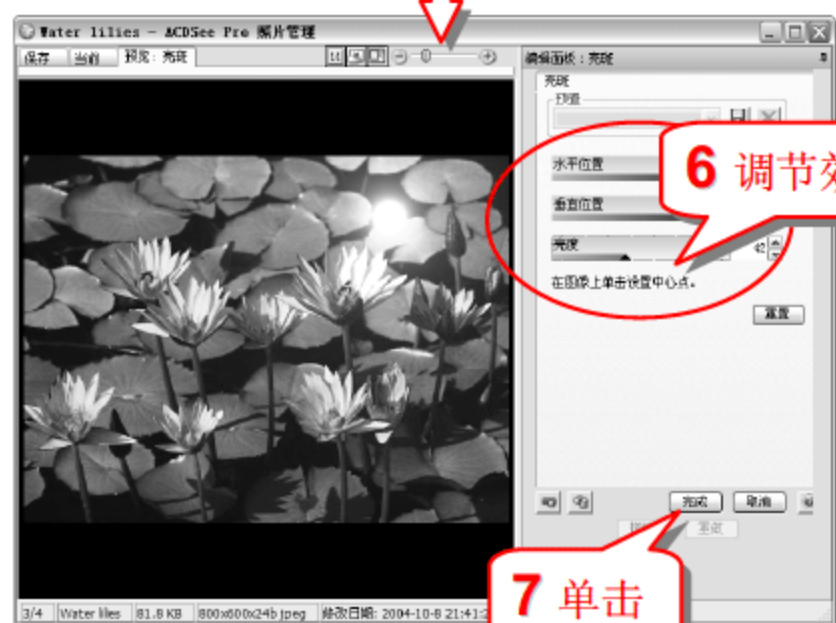 Water lilies - ACDSee Pro 照片管理
保存 当前 预览: 亮斑
编辑面板: 亮斑
亮斑
预置
水平位置
垂直位置
亮度 42
在图像上单击设置中心点。
重置
6 调节效
完成 取消
重做
7 单击
3/4 Water lilies 81.8 KB 800x600x24b jpeg 修改日期: 2004-10-8 21:41:2